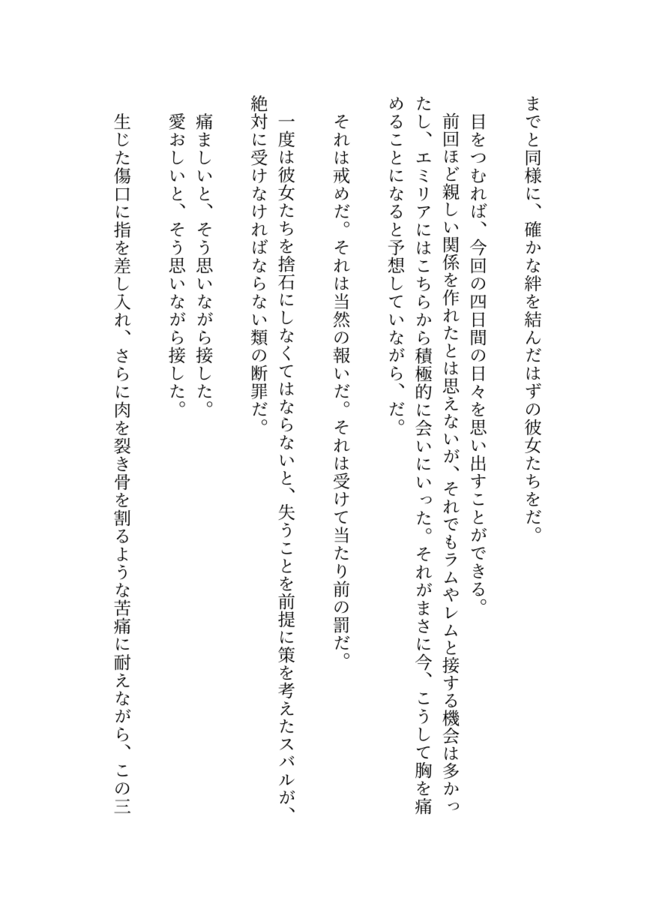 までと同様に、確かな絆を結んだはずの彼女たちをだ。
目をつむれば、今回の四日間の日々を思い出すことができる。
前回ほど親しい関係を作れたとは思えないが、それでもラムやレムと接する機会は多かっ
たし、エミリアにはこちらから積極的に会いにいった。それがまさに今、こうして胸を痛
めることになると予想していながら、だ。
それは戒めだ。それは当然の報いだ。それは受けて当たり前の罰だ。
一度は彼女たちを捨石にしなくてはならないと、失うことを前提に策を考えたスバルが、
絶対に受けなければならない類の断罪だ。
痛ましいと、そう思いながら接した。
愛おしいと、そう思いながら接した。
生じた傷口に指を差し入れ、さらに肉を裂き骨を割るような苦痛に耐えながら、この三